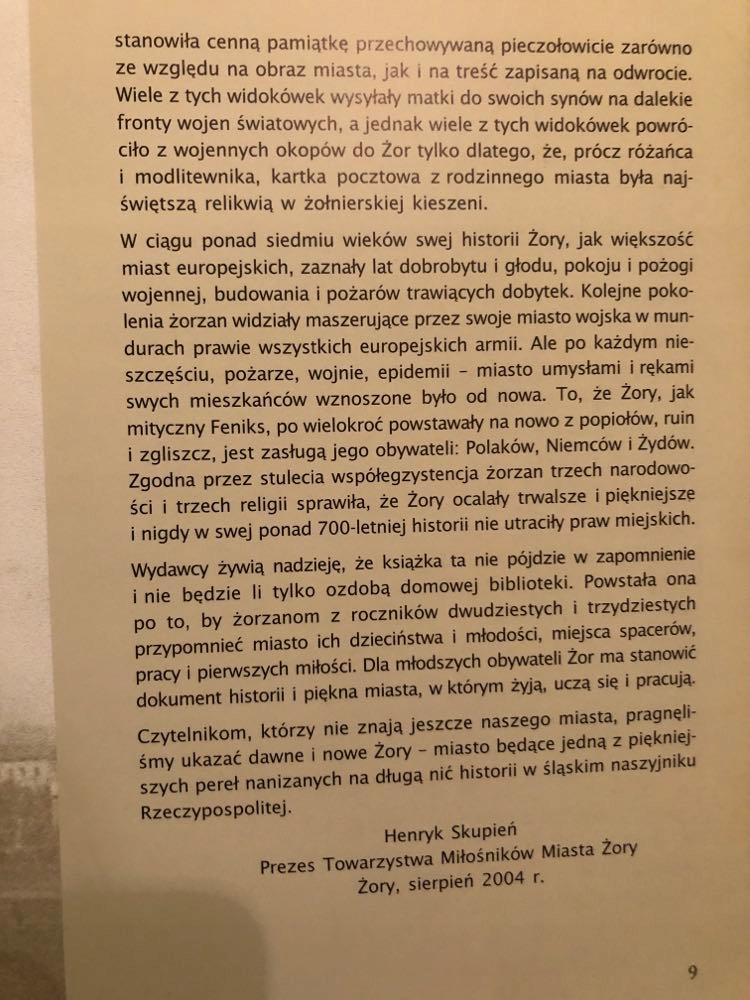 stanowiła cenną pamiątkę przechowywaną pieczołowicie zarówno
ze względu na obraz miasta, jak i na treść zapisaną na odwrocie.
Wiele z tych widokówek wysyłały matki do swoich synów na dalekie
fronty wojen światowych, a jednak wiele z tych widokówek powró-
ciło z wojennych okopów do Żor tylko dlatego, że, prócz różańca
i modlitewnika, kartka pocztowa z rodzinnego miasta była naj-
świętszą relikwią w żołnierskiej kieszeni.
W ciągu ponad siedmiu wieków swej historii Żory, jak większość
miast europejskich, zaznały lat dobrobytu i głodu, pokoju i pożogi
wojennej, budowania i pożarów trawiących dobytek. Kolejne poko-
lenia żorzan widziały maszerujące przez swoje miasto wojska w mun-
durach prawie wszystkich europejskich armii. Ale po każdym nie-
szczęściu, pożarze, wojnie, epidemii – miasto umysłami i rękami
swych mieszkańców wznoszone było od nowa. To, że Żory, jak
mityczny Feniks, po wielokroć powstawały na nowo z popiołów, ruin
i zgliszcz, jest zasługą jego obywateli: Polaków, Niemców i Żydów.
Zgodna przez stulecia współegzystencja żorzan trzech narodowo-
ści i trzech religii sprawiła, że Żory ocalały trwalsze i piękniejsze
i nigdy w swej ponad 700-letniej historii nie utraciły praw miejskich.
Wydawcy żywią nadzieję, że książka ta nie pójdzie w zapomnienie
i nie będzie li tylko ozdobą domowej biblioteki. Powstała ona
po to, by żorzanom z roczników dwudziestych i trzydziestych
przypomnieć miasto ich dzieciństwa i młodości, miejsca spacerów,
pracy i pierwszych miłości. Dla młodszych obywateli Żor ma stanowić
dokument historii i piękna miasta, w którym żyją, uczą się i pracują.
Czytelnikom, którzy nie znają jeszcze naszego miasta, pragnęli-
śmy ukazać dawne i nowe Żory – miasto będące jedną z piękniej-
szych pereł nanizanych na długą nić historii w śląskim naszyjniku
Rzeczypospolitej.
Henryk Skupień
Prezes Towarzystwa Miłośników Miasta Żory
Żory, sierpień 2004 r.
9